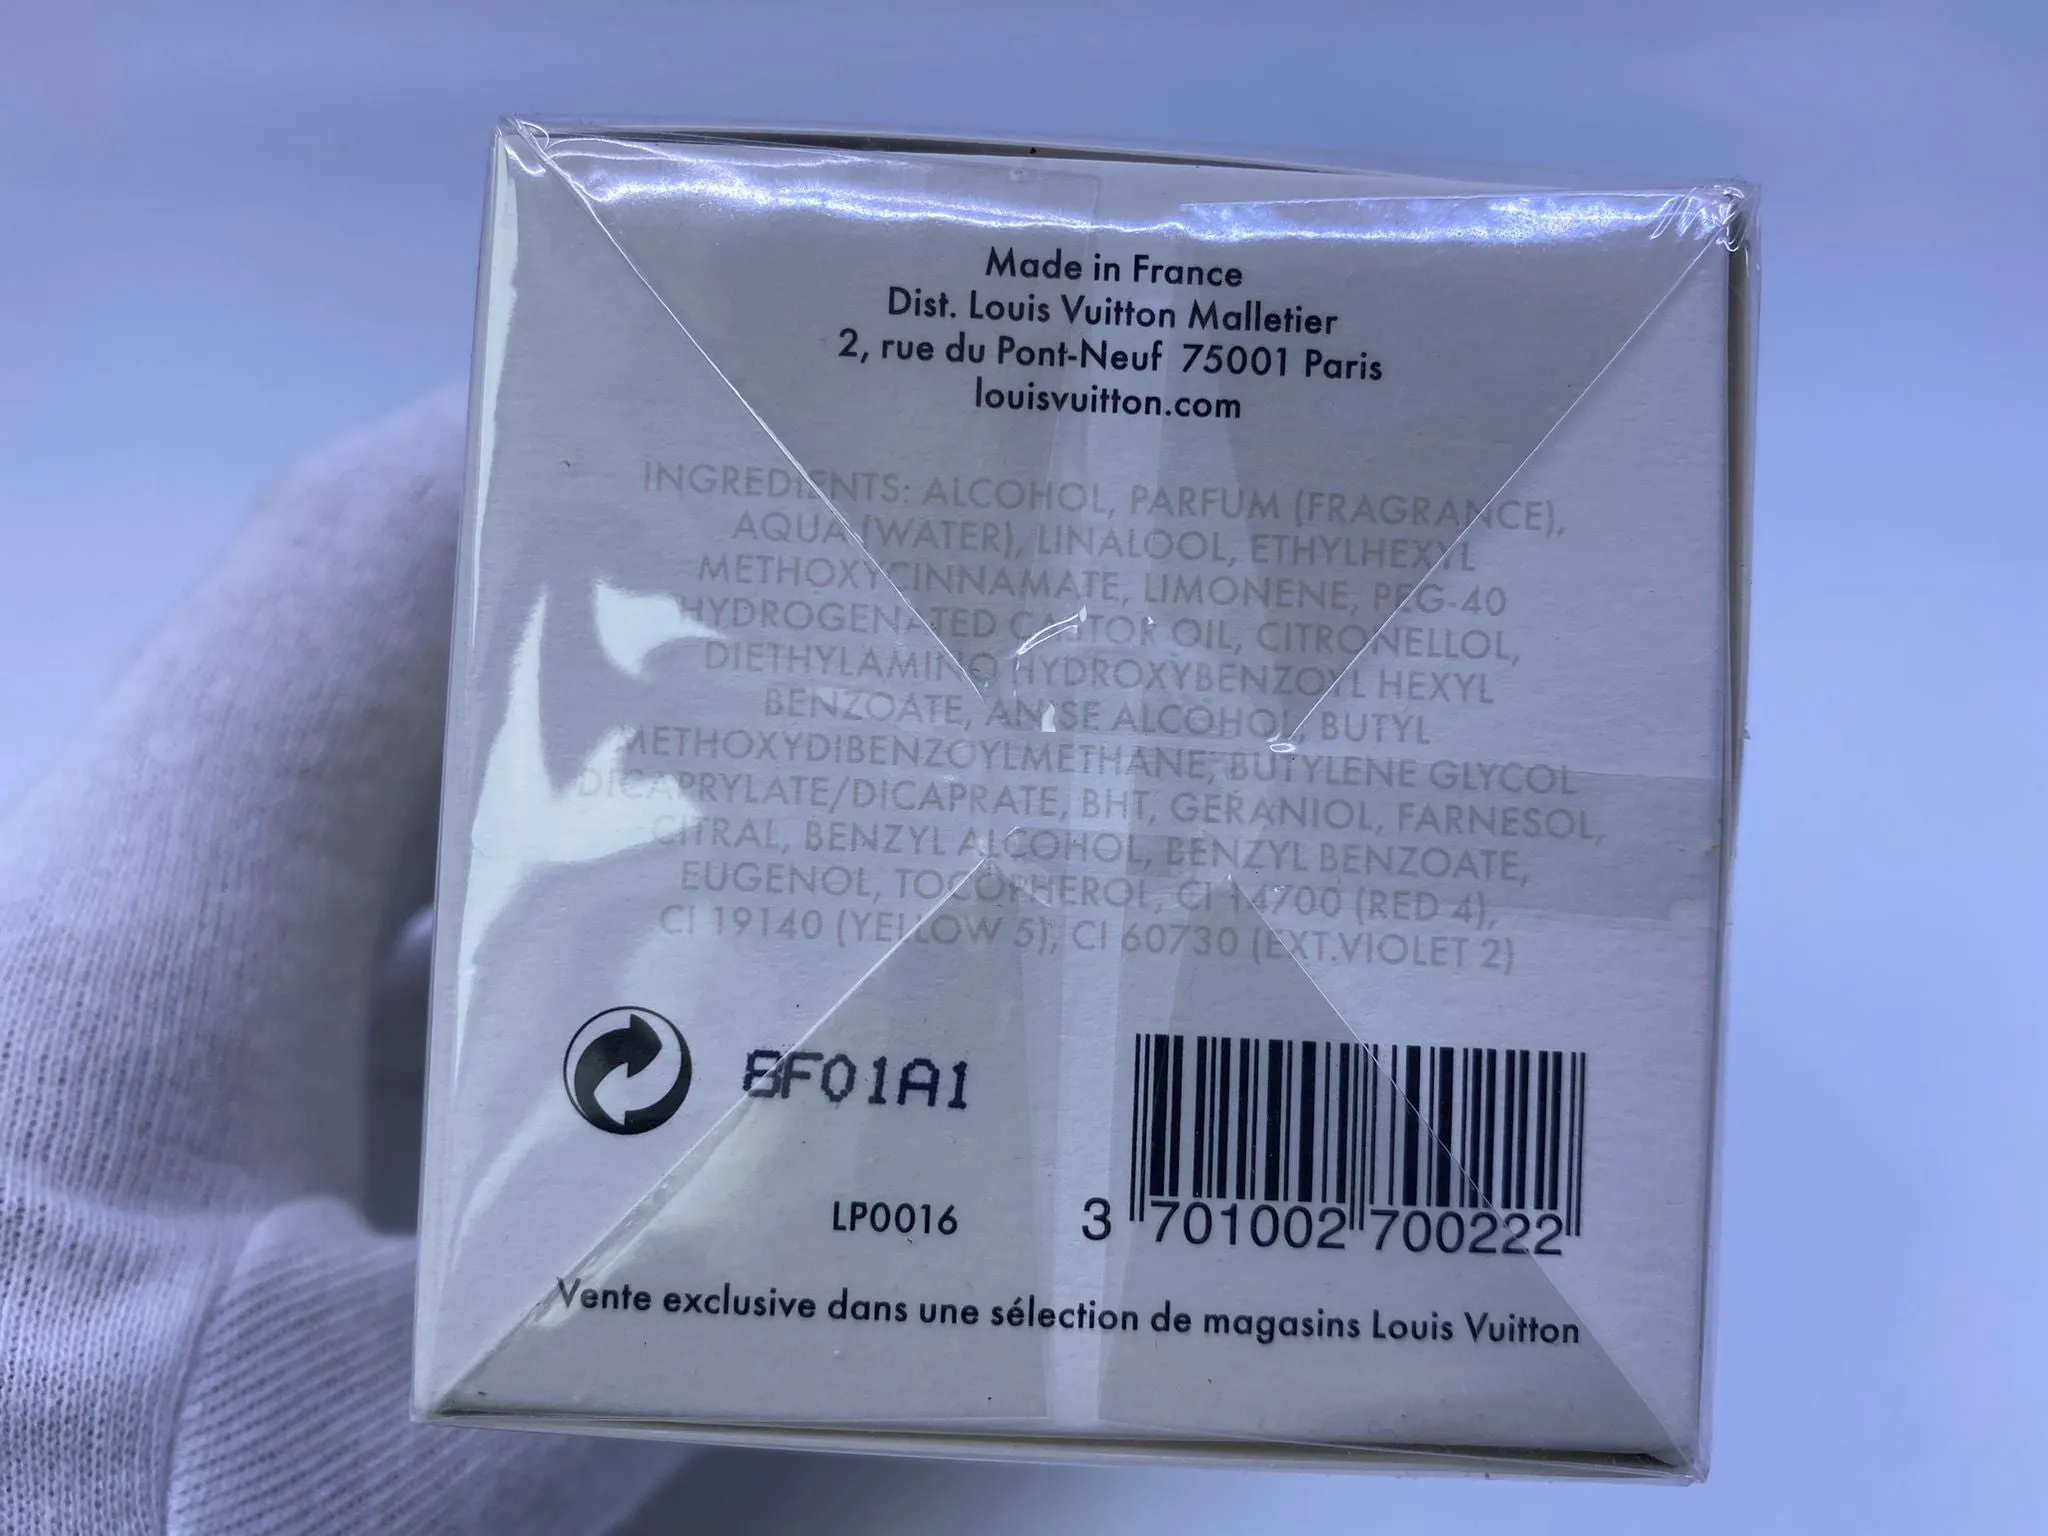 Made in France
Dist. Louis Vuitton Malletier
2, rue du Pont-Neuf 75001 Paris
louisvuitton.com
INGREDIENTS: ALCOHOL, PARFUM (FRAGRANCE),
AQUA (WATER), LINALOOL, ETHYLHEXYL
METHOXYCINNAMATE, LIMONENE, PEG-40
HYDROGENATED CASTOR OIL, CITRONELLOL,
DIETHYLAMINO HYDROXYBENZOYL HEXYL
BENZOATE, ANISE ALCOHOL, BUTYL
METHOXYDIBENZOYLMETHANE, BUTYLENE GLYCOL
DICAPRYLATE/DICAPRATE, BHT, GERANIOL, FARNESOL,
CITRAL, BENZYL ALCOHOL, BENZYL BENZOATE,
EUGENOL, TOCOPHEROL, CI 14700 (RED 4),
CI 19140 (YELLOW 5), CI 60730 (EXT.VIOLET 2)
LP0016
3 701002 700222
Vente exclusive dans une sélection de magasins Louis Vuitton